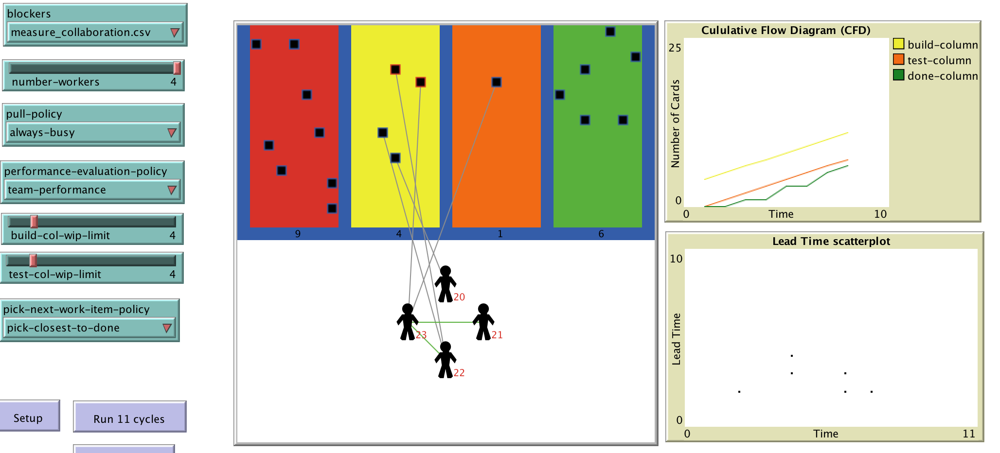 blockers
measure_collaboration.csv
number-workers
4
pull-policy
always-busy
performance-evaluation-policy
team-performance
build-col-wip-limit
4
test-col-wip-limit
4
pick-next-work-item-policy
pick-closest-to-done
Setup
Run 11 cycles
9
4
1
6
20
23
21
22
Cululative Flow Diagram (CFD)
25
Number of Cards
0
0
Time
10
build-column
test-column
done-column
Lead Time scatterplot
10
Lead Time
0
0
Time
11